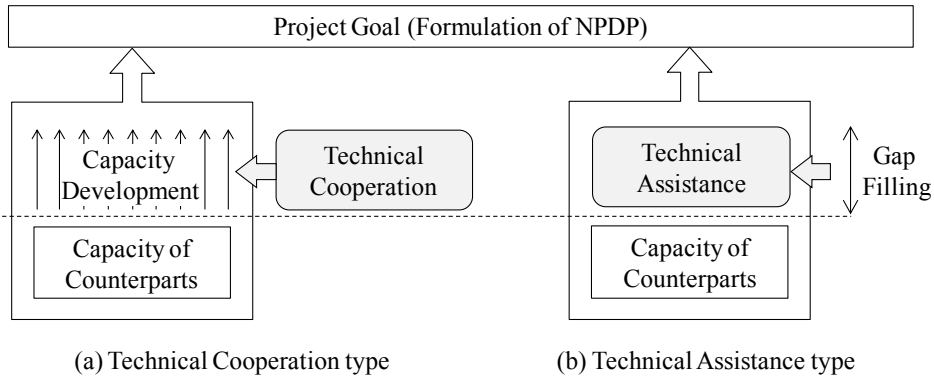 Project Goal (Formulation of NPDP)
Capacity
Development
Technical
Cooperation
Capacity of
Counterparts
Technical
Assistance
Gap
Filling
Capacity of
Counterparts
(a) Technical Cooperation type
(b) Technical Assistance type